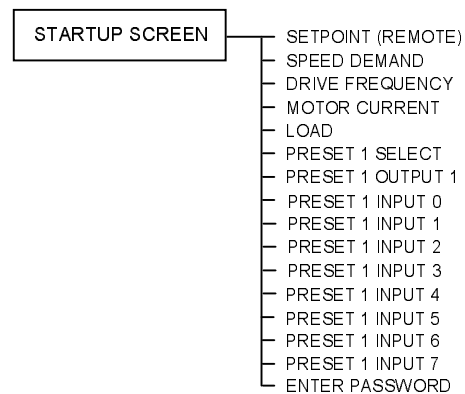 STARTUP SCREEN
SETPOINT (REMOTE)
SPEED DEMAND
DRIVE FREQUENCY
MOTOR CURRENT
LOAD
PRESET 1 SELECT
PRESET 1 OUTPUT 1
PRESET 1 INPUT 0
PRESET 1 INPUT 1
PRESET 1 INPUT 2
PRESET 1 INPUT 3
PRESET 1 INPUT 4
PRESET 1 INPUT 5
PRESET 1 INPUT 6
PRESET 1 INPUT 7
ENTER PASSWORD